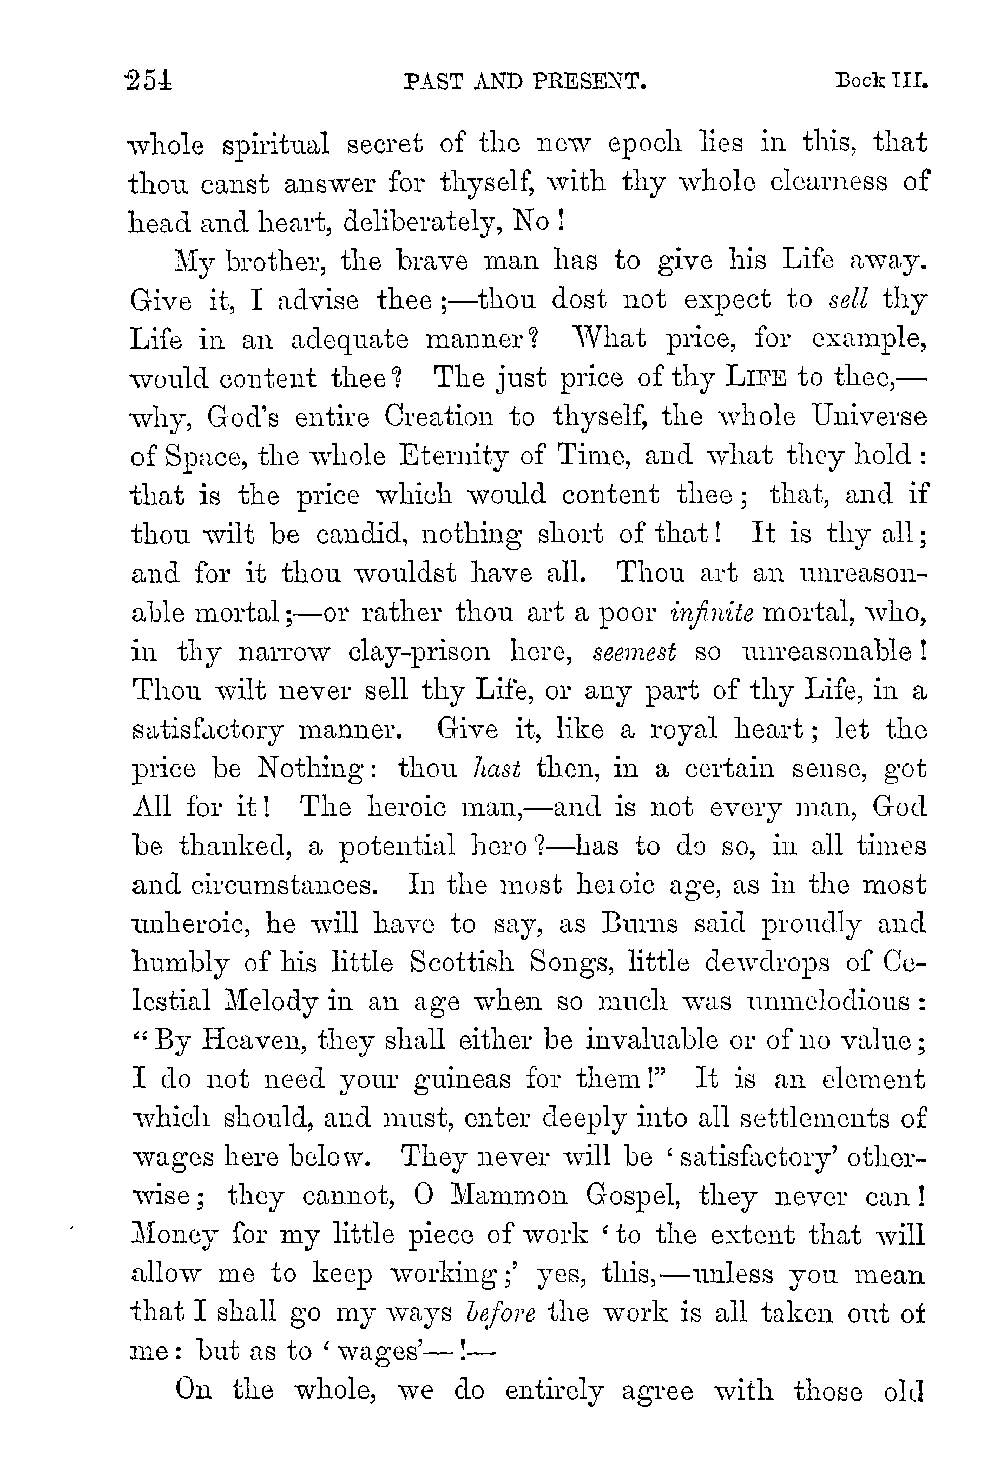 254 PAST AND PRESENT. Book III.
whole spiritual secret of the new epoch lies in this, that
thou canst answer for thyself, with thy whole clearness of
head and heart, deliberately, No!
My brother, the brave man has to give his Life away.
Give it, I advise thee;—thou dost not expect to sell thy
Life in an adequate manner? What price, for example,
would content thee? The just price of thy LIFE to thee,—
why, God's entire Creation to thyself, the whole Universe
of Space, the whole Eternity of Time, and what they hold:
that is the price which would content thee; that, and if
thou wilt be candid, nothing short of that! It is thy all;
and for it thou wouldst have all. Thou art an unreason-
able mortal;—or rather thou art a poor infinite mortal, who,
in thy narrow clay-prison here, seemest so unreasonable!
Thou wilt never sell thy Life, or any part of thy Life, in a
satisfactory manner. Give it, like a royal heart; let the
price be Nothing: thou hast then, in a certain sense, got
All for it! The heroic man,—and is not every man, God
be thanked, a potential hero?—has to do so, in all times
and circumstances. In the most heroic age, as in the most
unheroic, he will have to say, as Burns said proudly and
humbly of his little Scottish Songs, little dewdrops of Ce-
lestial Melody in an age when so much was unmelodious:
"By Heaven, they shall either be invaluable or of no value;
I do not need your guineas for them!" It is an element
which should, and must, enter deeply into all settlements of
wages here below. They never will be 'satisfactory' other-
wise; they cannot, O Mammon Gospel, they never can!
Money for my little piece of work 'to the extent that will
allow me to keep working;' yes, this,—unless you mean
that I shall go my ways before the work is all taken out of
me: but as to 'wages'—!—
On the whole, we do entirely agree with those old